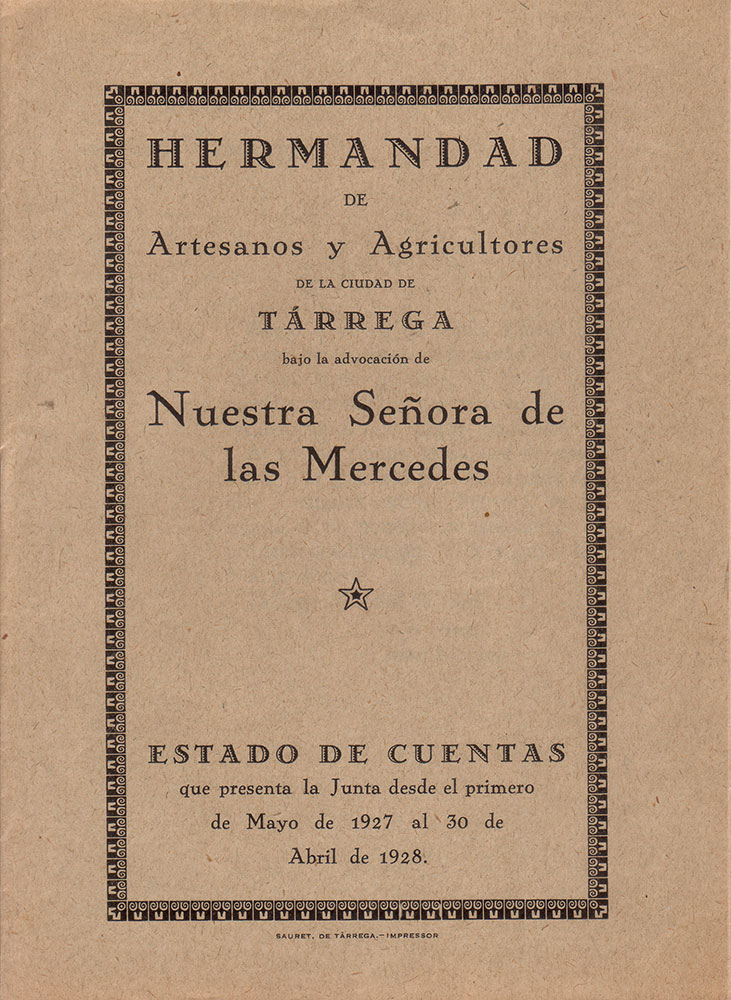 HERMANDAD
DE
Artesanos y Agricultores
DE LA CIUDAD DE
TÁRREGA
bajo la advocación de
Nuestra Señora de
las Mercedes
ESTADO DE CUENTAS
que presenta la Junta desde el primero
de Mayo de 1927 al 30 de
Abril de 1928.
SAURET, DE TÁRREGA.—IMPRESSOR